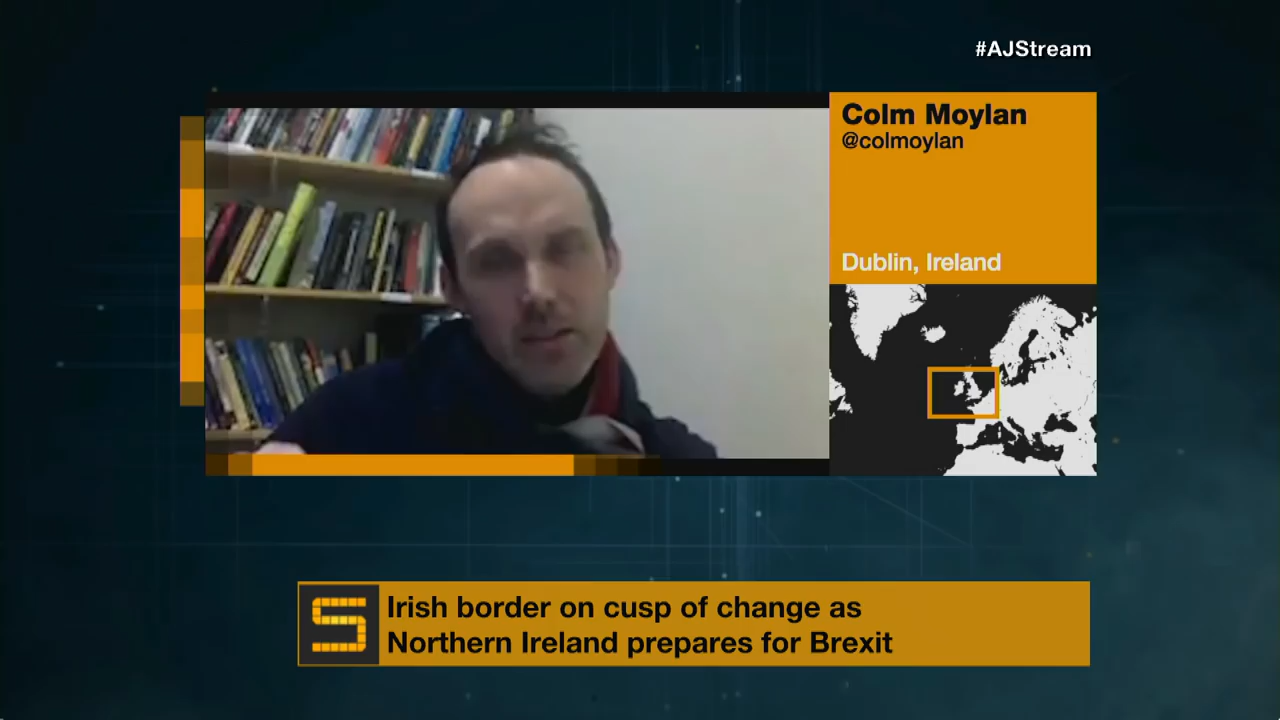 #AJStream
Colm Moylan
@colmoylan
Dublin, Ireland
S
Irish border on cusp of change as
Northern Ireland prepares for Brexit